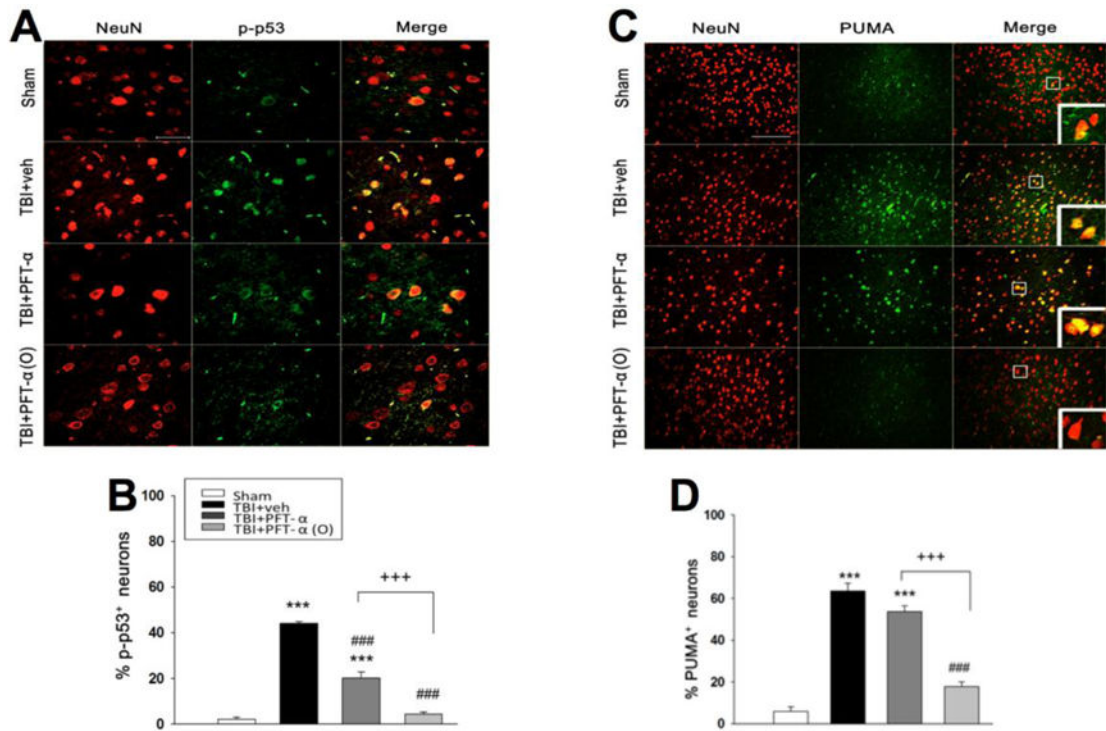 A
NeuN p-p53 Merge
Sham
TBI+veh
TBI+PFT-α
TBI+PFT-α(O)
B
% p-p53⁺ neurons
100
80
60
40
20
0
Sham
TBI+veh
TBI+PFT- α
TBI+PFT- α (O)
***
###
***
+++
###
C
NeuN PUMA Merge
Sham
TBI+veh
TBI+PFT-α
TBI+PFT-α(O)
D
% PUMA⁺ neurons
100
80
60
40
20
0
***
***
+++
###